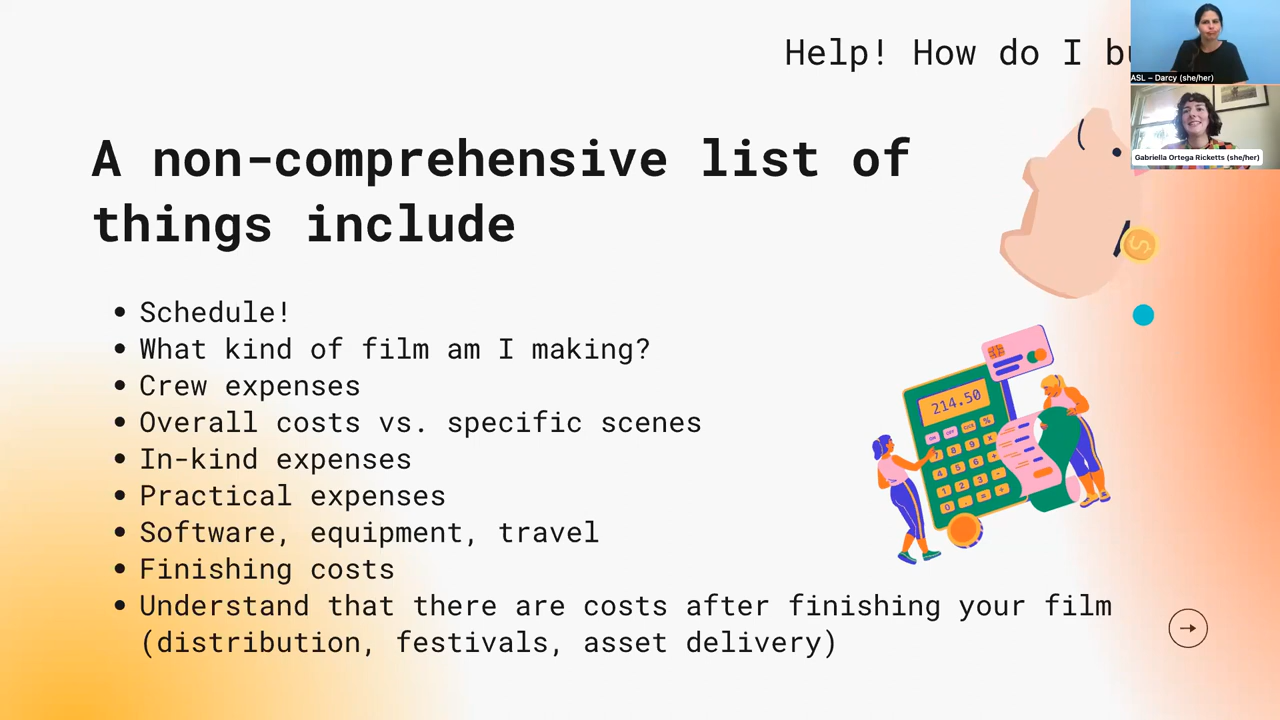 Help! How do I
ASL – Darcy (she/her)
Gabriella Ortega Ricketts (she/her)
A non-comprehensive list of
things include
• Schedule!
• What kind of film am I making?
• Crew expenses
• Overall costs vs. specific scenes
• In-kind expenses
• Practical expenses
• Software, equipment, travel
• Finishing costs
• Understand that there are costs after finishing your film
(distribution, festivals, asset delivery)
214.50